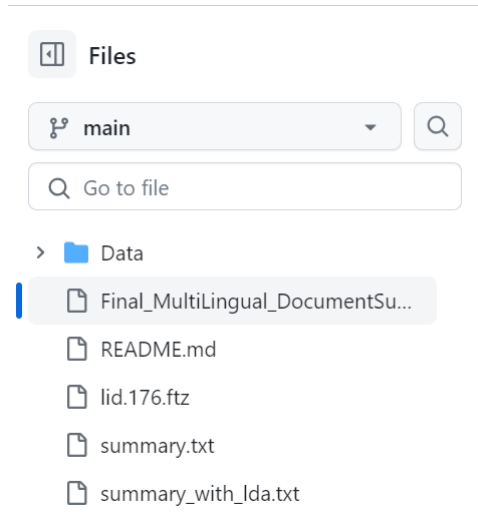 Files
main
Go to file
Data
Final_MultiLingual_DocumentSu...
README.md
lid.176.ftz
summary.txt
summary_with_lda.txt